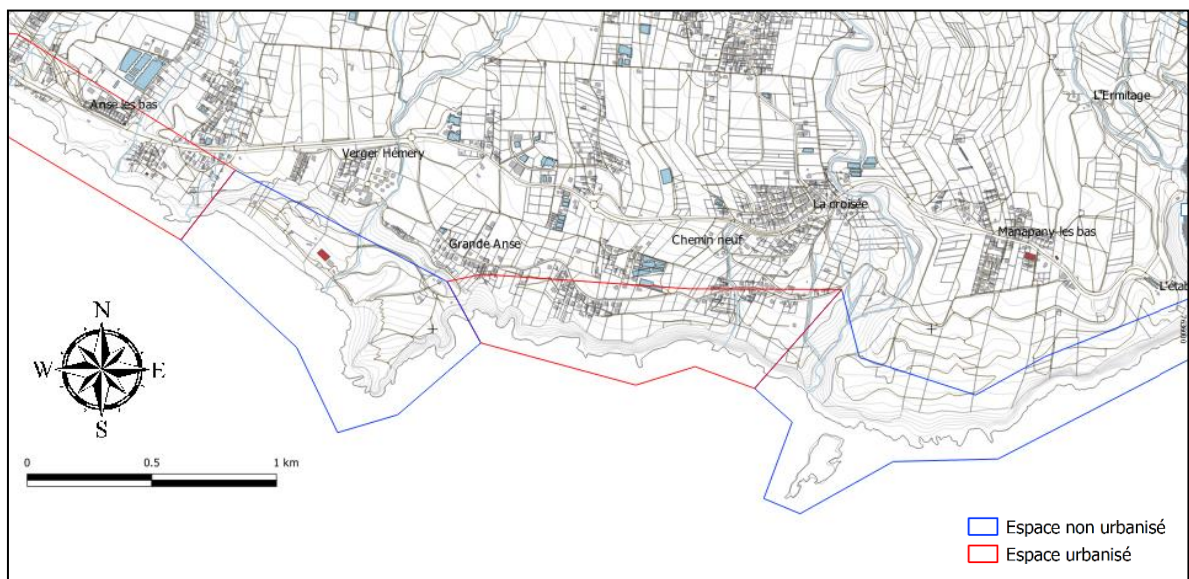 L'Ermitage
Anse les bas
Verger Hémery
La croisée
Manapany-les bas
Chemin neuf
Grande Anse
N
W
E
S
0
0.5
1 km
Espace non urbanisé
Espace urbanisé